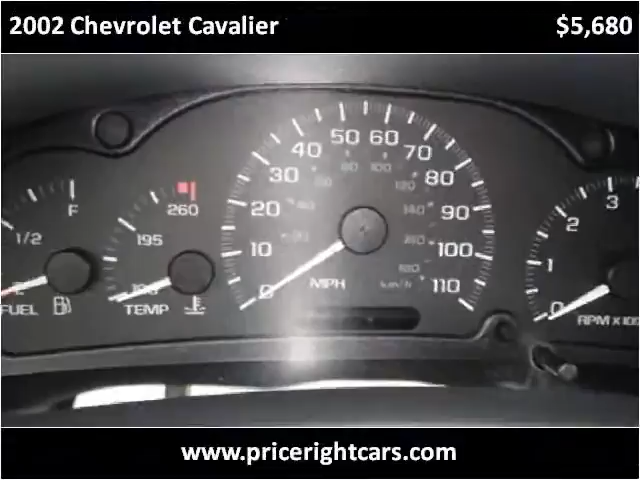 2002 Chevrolet Cavalier
$5,680
50 60
40 70
30 80
20 90
10 100
0 110
MPH
km/h
F
1/2
FUEL
260
195
TEMP
3
2
1
0
RPM X 100
www.pricerightcars.com